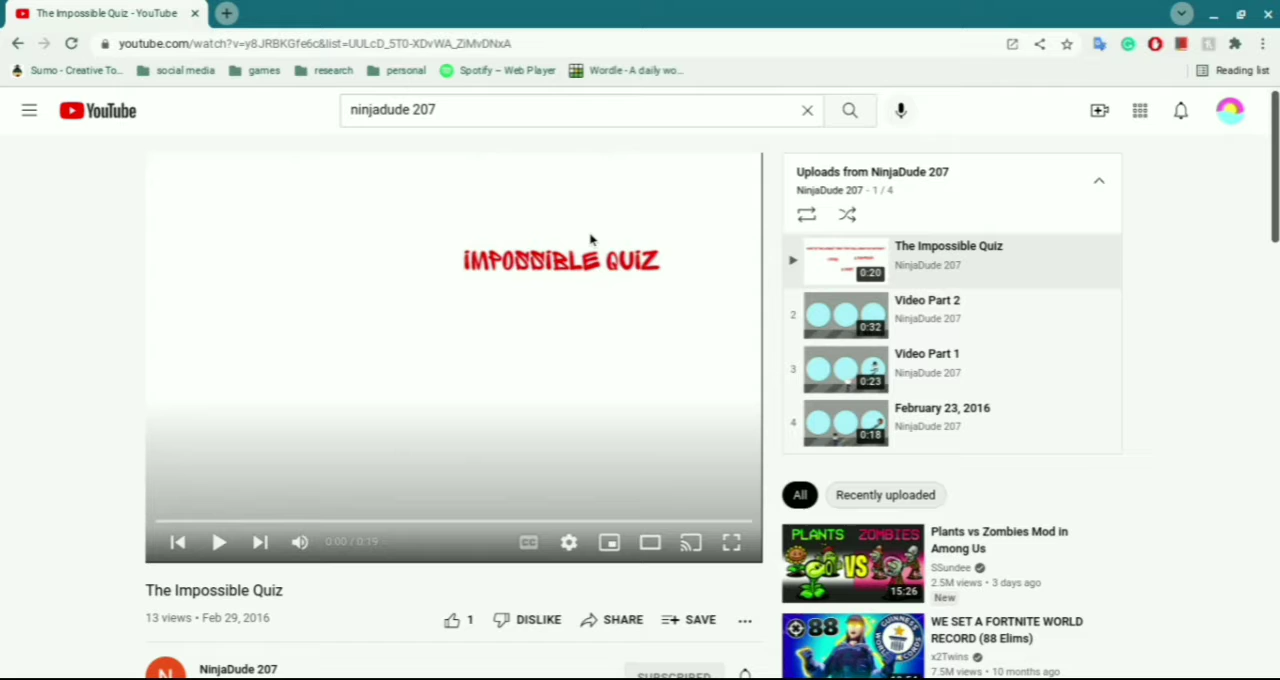 The Impossible Quiz - YouTube
youtube.com/watch?v=y8JRBKGfe6c&list=UULcD_5T0-XDvWA_ZiMvDNxA
Sumo - Creative To... social media games research personal Spotify – Web Player Wordle - A daily wo... Reading list
YouTube
ninjadude 207
IMPOSSIBLE QUIZ
0:00 / 0:19
CC
The Impossible Quiz
13 views • Feb 29, 2016
1 DISLIKE SHARE SAVE
N
NinjaDude 207
SUBSCRIBED
Uploads from NinjaDude 207
NinjaDude 207 - 1 / 4
The Impossible Quiz
NinjaDude 207
0:20
2
Video Part 2
NinjaDude 207
0:32
3
Video Part 1
NinjaDude 207
0:23
4
February 23, 2016
NinjaDude 207
0:18
All Recently uploaded
PLANTS ZOMBIES
VS
15:26
Plants vs Zombies Mod in
Among Us
SSundee
2.5M views • 3 days ago
New
88
WE SET A FORTNITE WORLD
RECORD (88 Elims)
x2Twins
7.5M views • 10 months ago